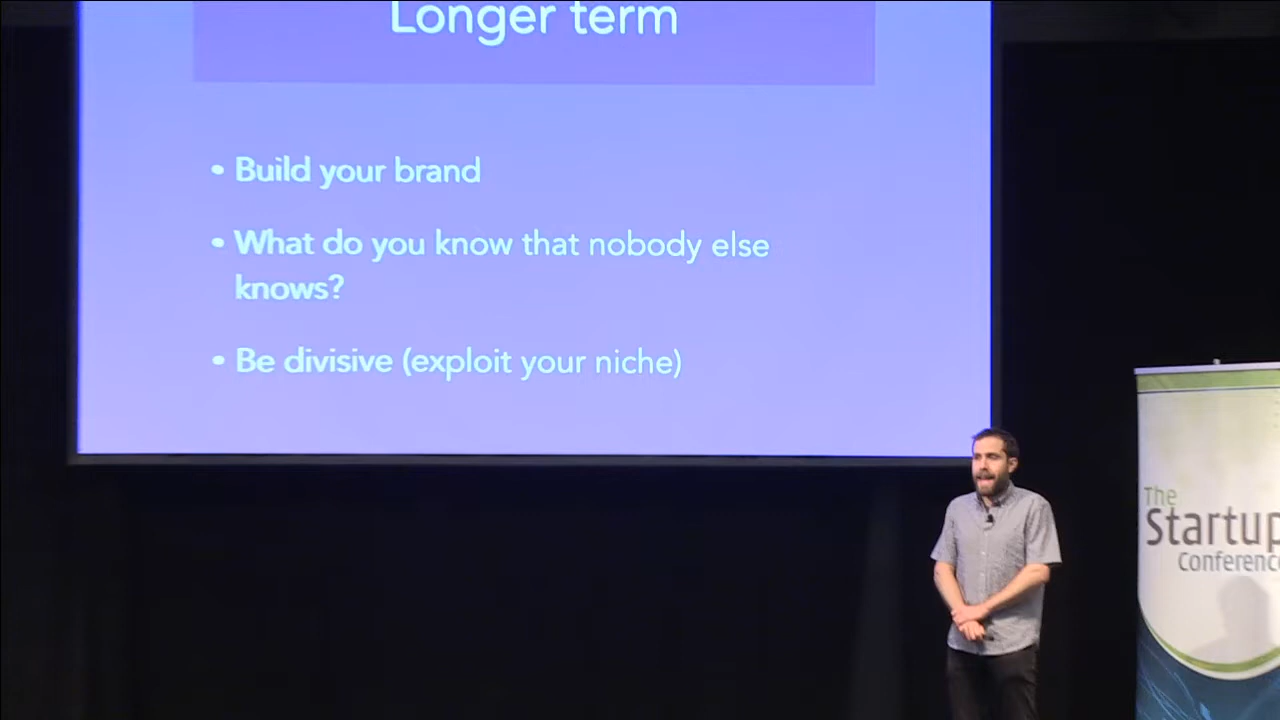 Longer term
• Build your brand
• What do you know that nobody else
knows?
• Be divisive (exploit your niche)
The
Startup
Conference